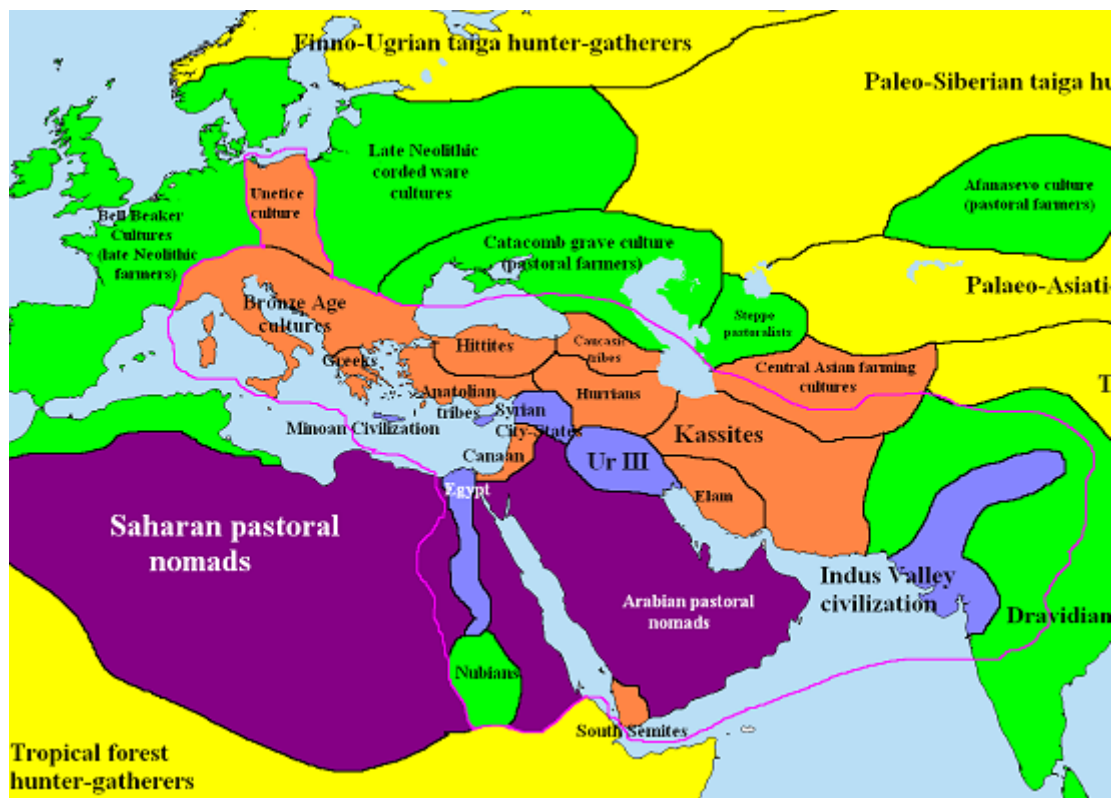 Finno-Ugrian taiga hunter-gatherers
Paleo-Siberian taiga hu
Late Neolithic
corded ware
cultures
Afanasevo culture
(pastoral farmers)
Unetice
culture
Bell Beaker
Cultures
(late Neolithic
farmers)
Catacomb grave culture
(pastoral farmers)
Palaeo-Asiati
Bronze Age
cultures
Steppe
pastoralists
Hittites
Caucasic
tribes
Greeks
Central Asian farming
cultures
T
Anatolian
tribes
Hurrians
Syrian
City-States
Minoan Civilization
Kassites
Canaan
Ur III
Egypt
Elam
Saharan pastoral
nomads
Indus Valley
civilization
Arabian pastoral
nomads
Dravidian
Nubians
South Semites
Tropical forest
hunter-gatherers